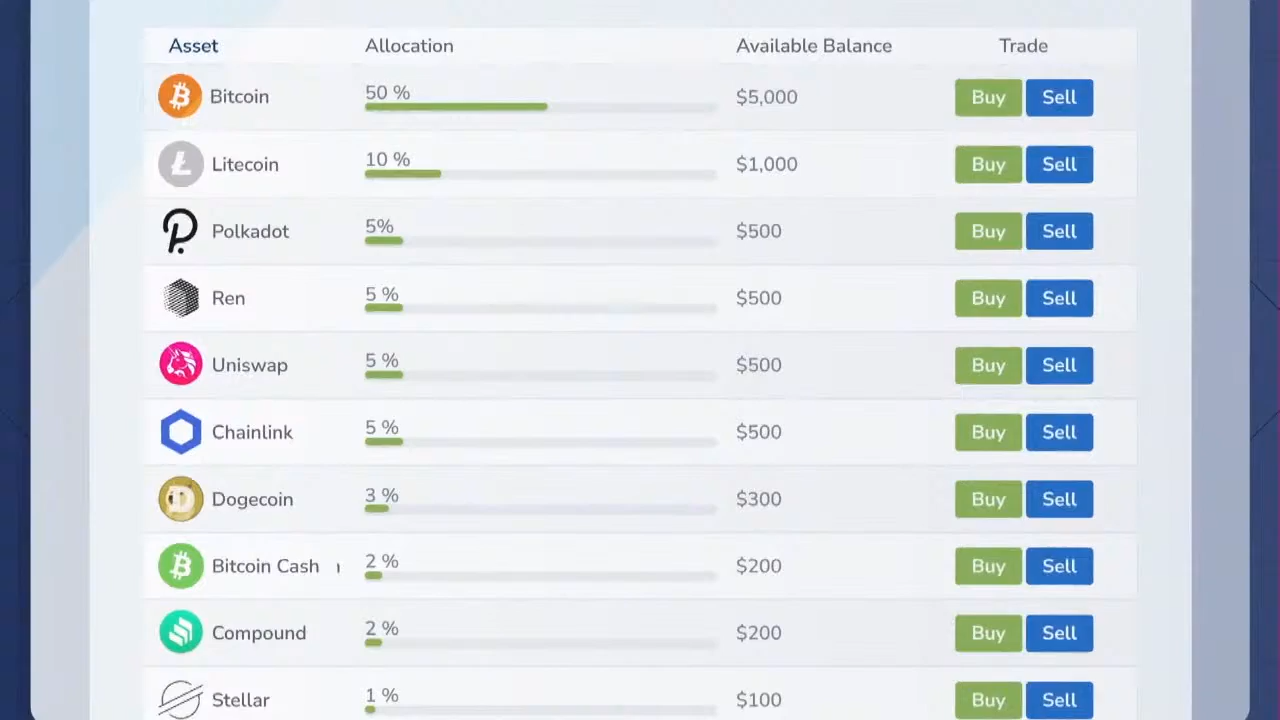 Asset Allocation Available Balance Trade
Bitcoin 50 % $5,000 Buy Sell
Litecoin 10 % $1,000 Buy Sell
Polkadot 5% $500 Buy Sell
Ren 5 % $500 Buy Sell
Uniswap 5 % $500 Buy Sell
Chainlink 5 % $500 Buy Sell
Dogecoin 3 % $300 Buy Sell
Bitcoin Cash 2 % $200 Buy Sell
Compound 2 % $200 Buy Sell
Stellar 1 % $100 Buy Sell